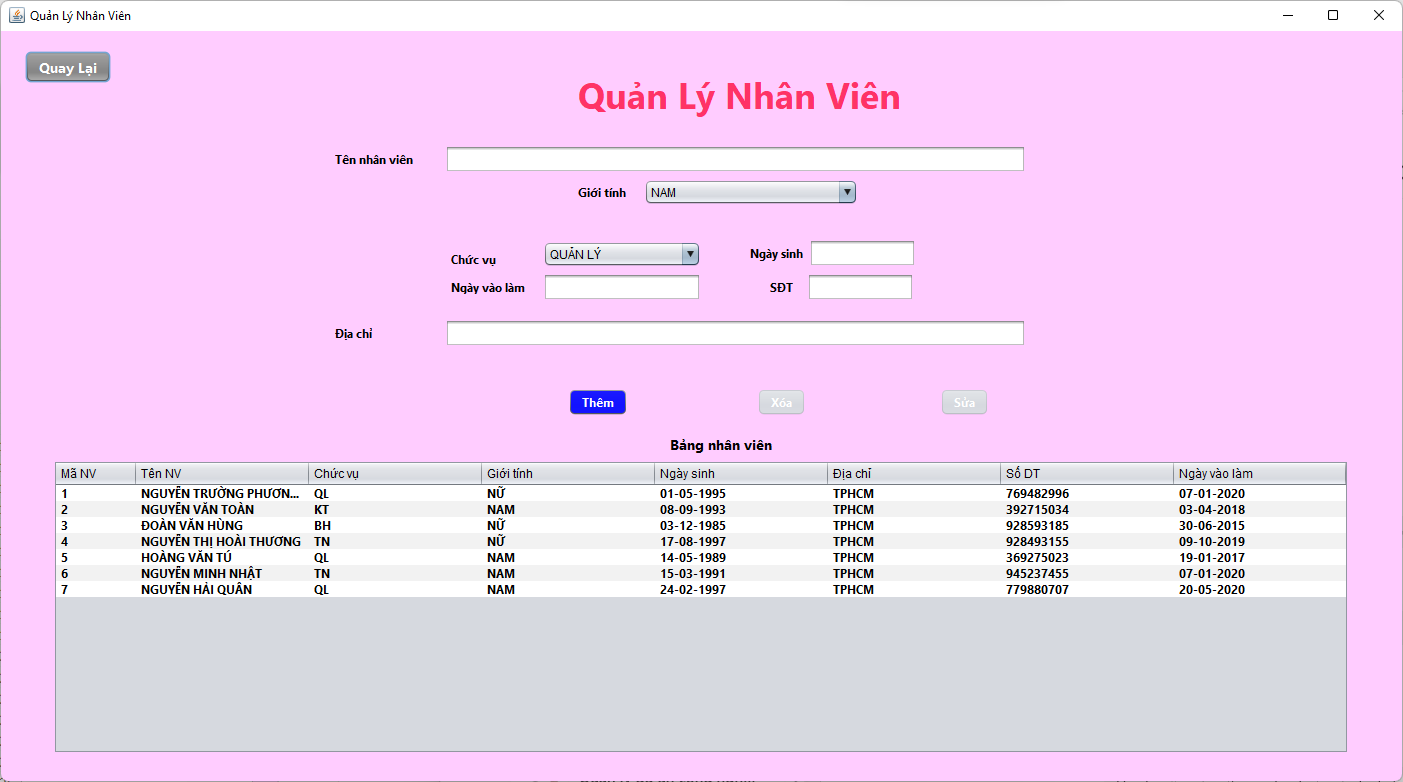 Quản Lý Nhân Viên
Quay Lại
Quản Lý Nhân Viên
Tên nhân viên
Giới tính NAM
Chức vụ QUẢN LÝ Ngày sinh
Ngày vào làm SĐT
Địa chỉ
Thêm Xóa Sửa
Bảng nhân viên
Mã NV Tên NV Chức vụ Giới tính Ngày sinh Địa chỉ Số DT Ngày vào làm
1 NGUYỄN TRƯỜNG PHƯƠN... QL NỮ 01-05-1995 TPHCM 769482996 07-01-2020
2 NGUYỄN VĂN TOÀN KT NAM 08-09-1993 TPHCM 392715034 03-04-2018
3 ĐOÀN VĂN HÙNG BH NỮ 03-12-1985 TPHCM 928593185 30-06-2015
4 NGUYỄN THỊ HOÀI THƯƠNG TN NỮ 17-08-1997 TPHCM 928493155 09-10-2019
5 HOÀNG VĂN TÚ QL NAM 14-05-1989 TPHCM 369275023 19-01-2017
6 NGUYỄN MINH NHẬT TN NAM 15-03-1991 TPHCM 945237455 07-01-2020
7 NGUYỄN HẢI QUÂN QL NAM 24-02-1997 TPHCM 779880707 20-05-2020